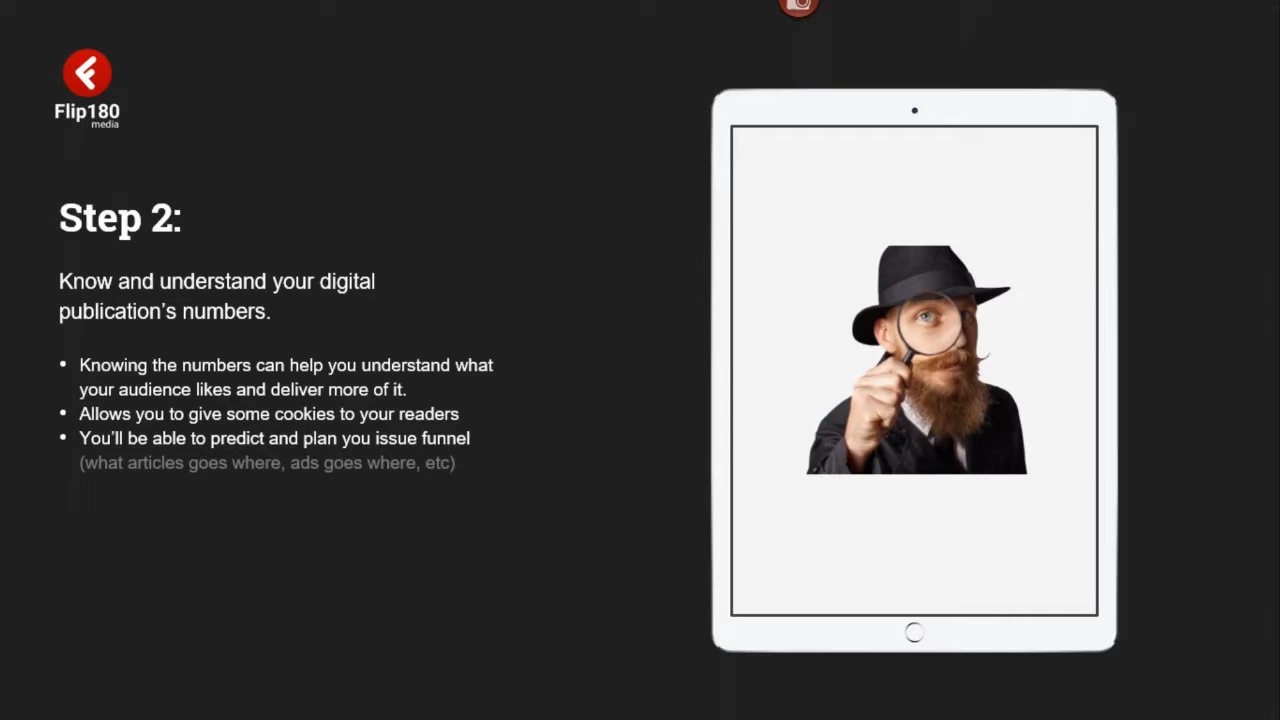 Flip180
media
Step 2:
Know and understand your digital
publication’s numbers.
• Knowing the numbers can help you understand what
your audience likes and deliver more of it.
• Allows you to give some cookies to your readers
• You’ll be able to predict and plan you issue funnel
(what articles goes where, ads goes where, etc)